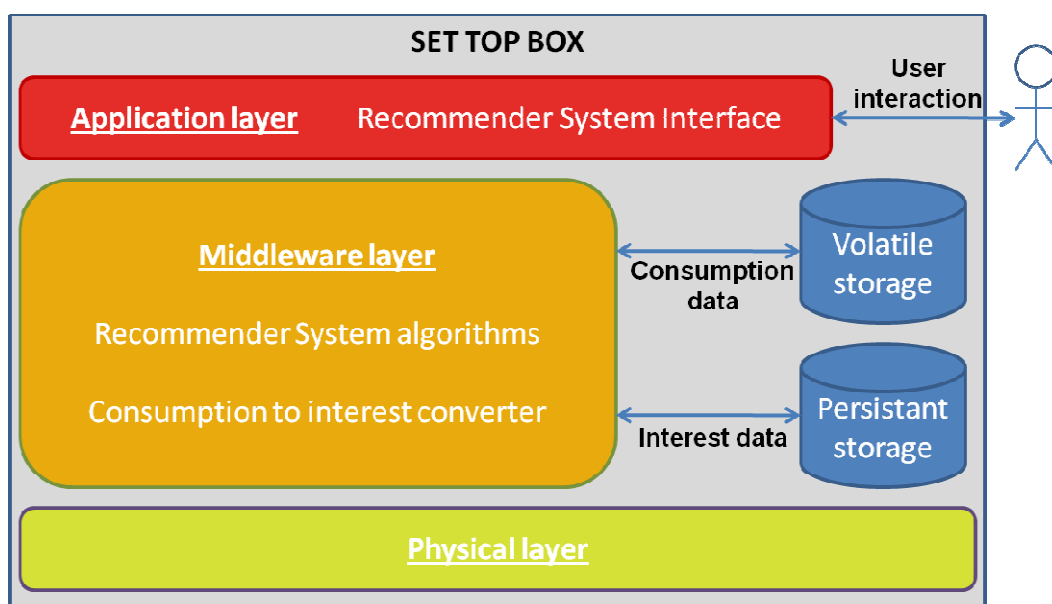 SET TOP BOX
User
interaction
Application layer Recommender System Interface
Middleware layer
Recommender System algorithms
Consumption to interest converter
Consumption
data
Volatile
storage
Interest data
Persistant
storage
Physical layer